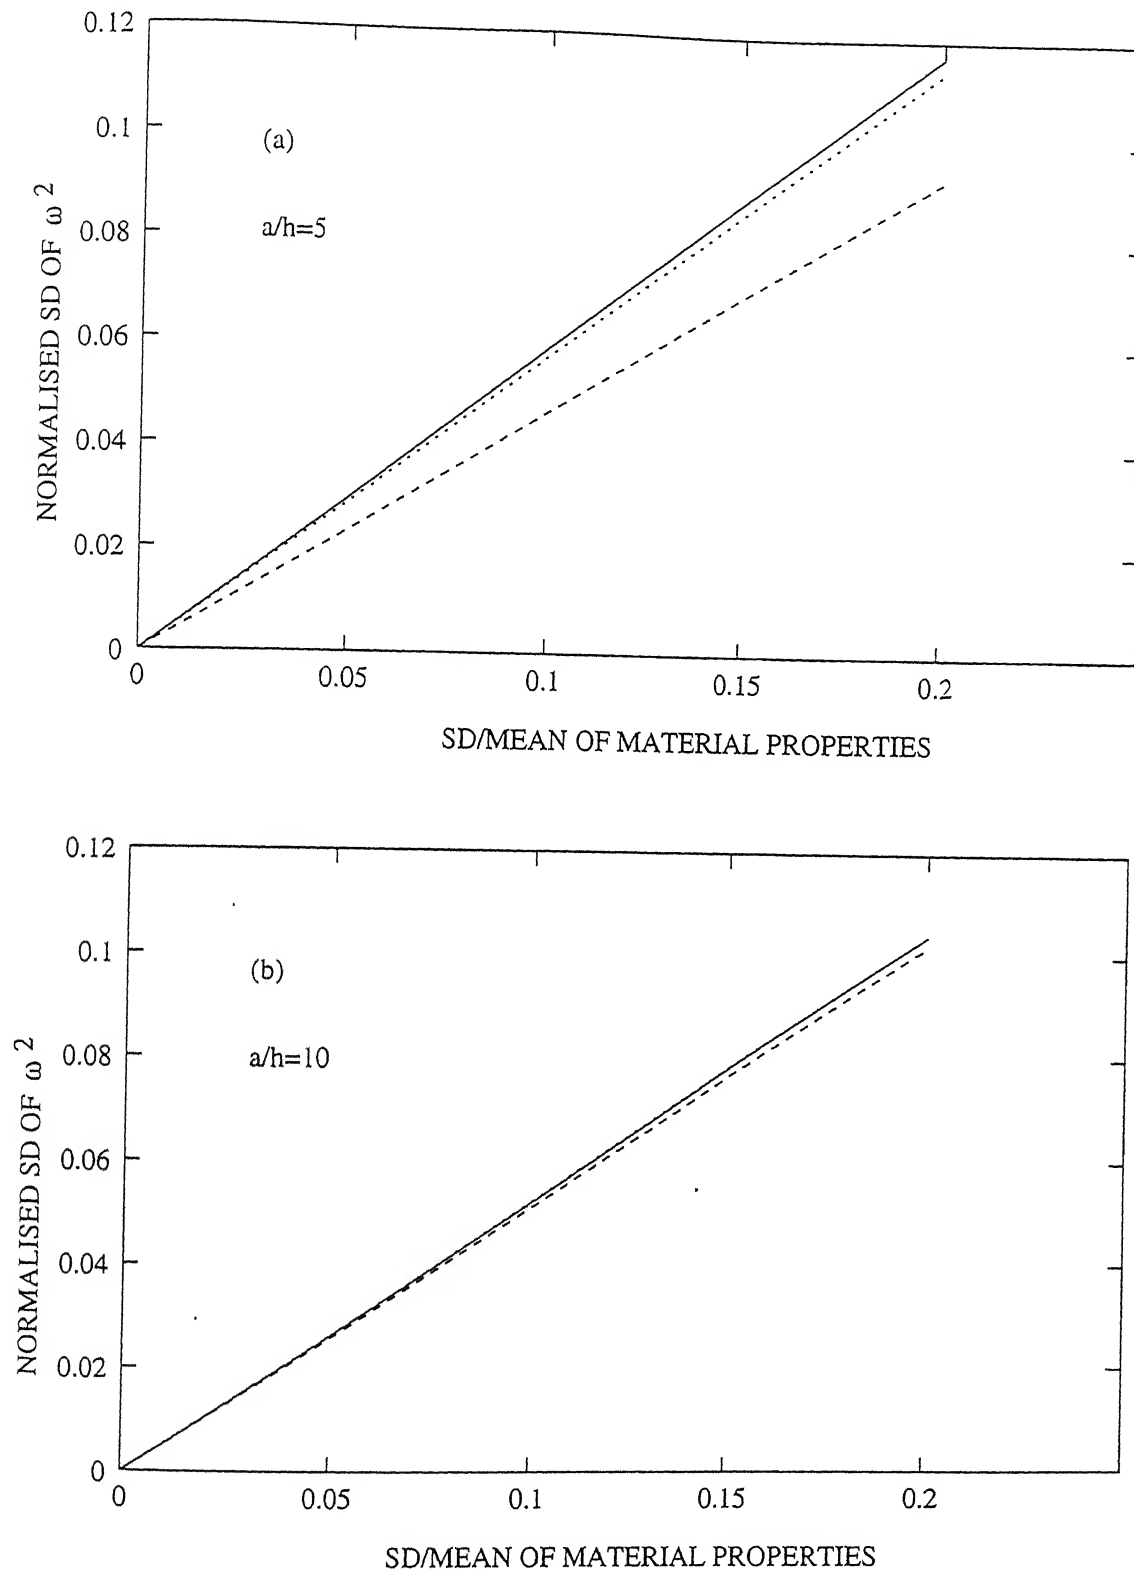 0.12
0.1
(a)
a/h=5
0.08
0.06
0.04
0.02
0
NORMALISED SD OF ω 2
0 0.05 0.1 0.15 0.2
SD/MEAN OF MATERIAL PROPERTIES
0.12
0.1
(b)
a/h=10
0.08
0.06
0.04
0.02
0
NORMALISED SD OF ω 2
0 0.05 0.1 0.15 0.2
SD/MEAN OF MATERIAL PROPERTIES